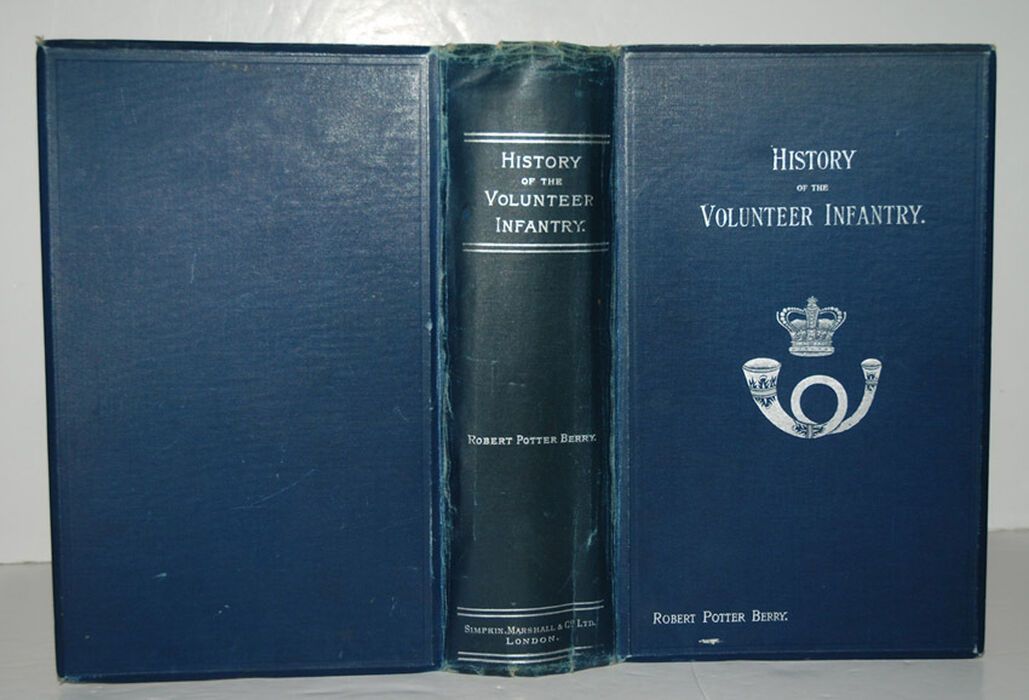 HISTORY
OF THE
VOLUNTEER
INFANTRY.
ROBERT POTTER BERRY.
SIMPKIN, MARSHALL & CO LTD.
LONDON.
HISTORY
OF THE
VOLUNTEER INFANTRY.
ROBERT POTTER BERRY.